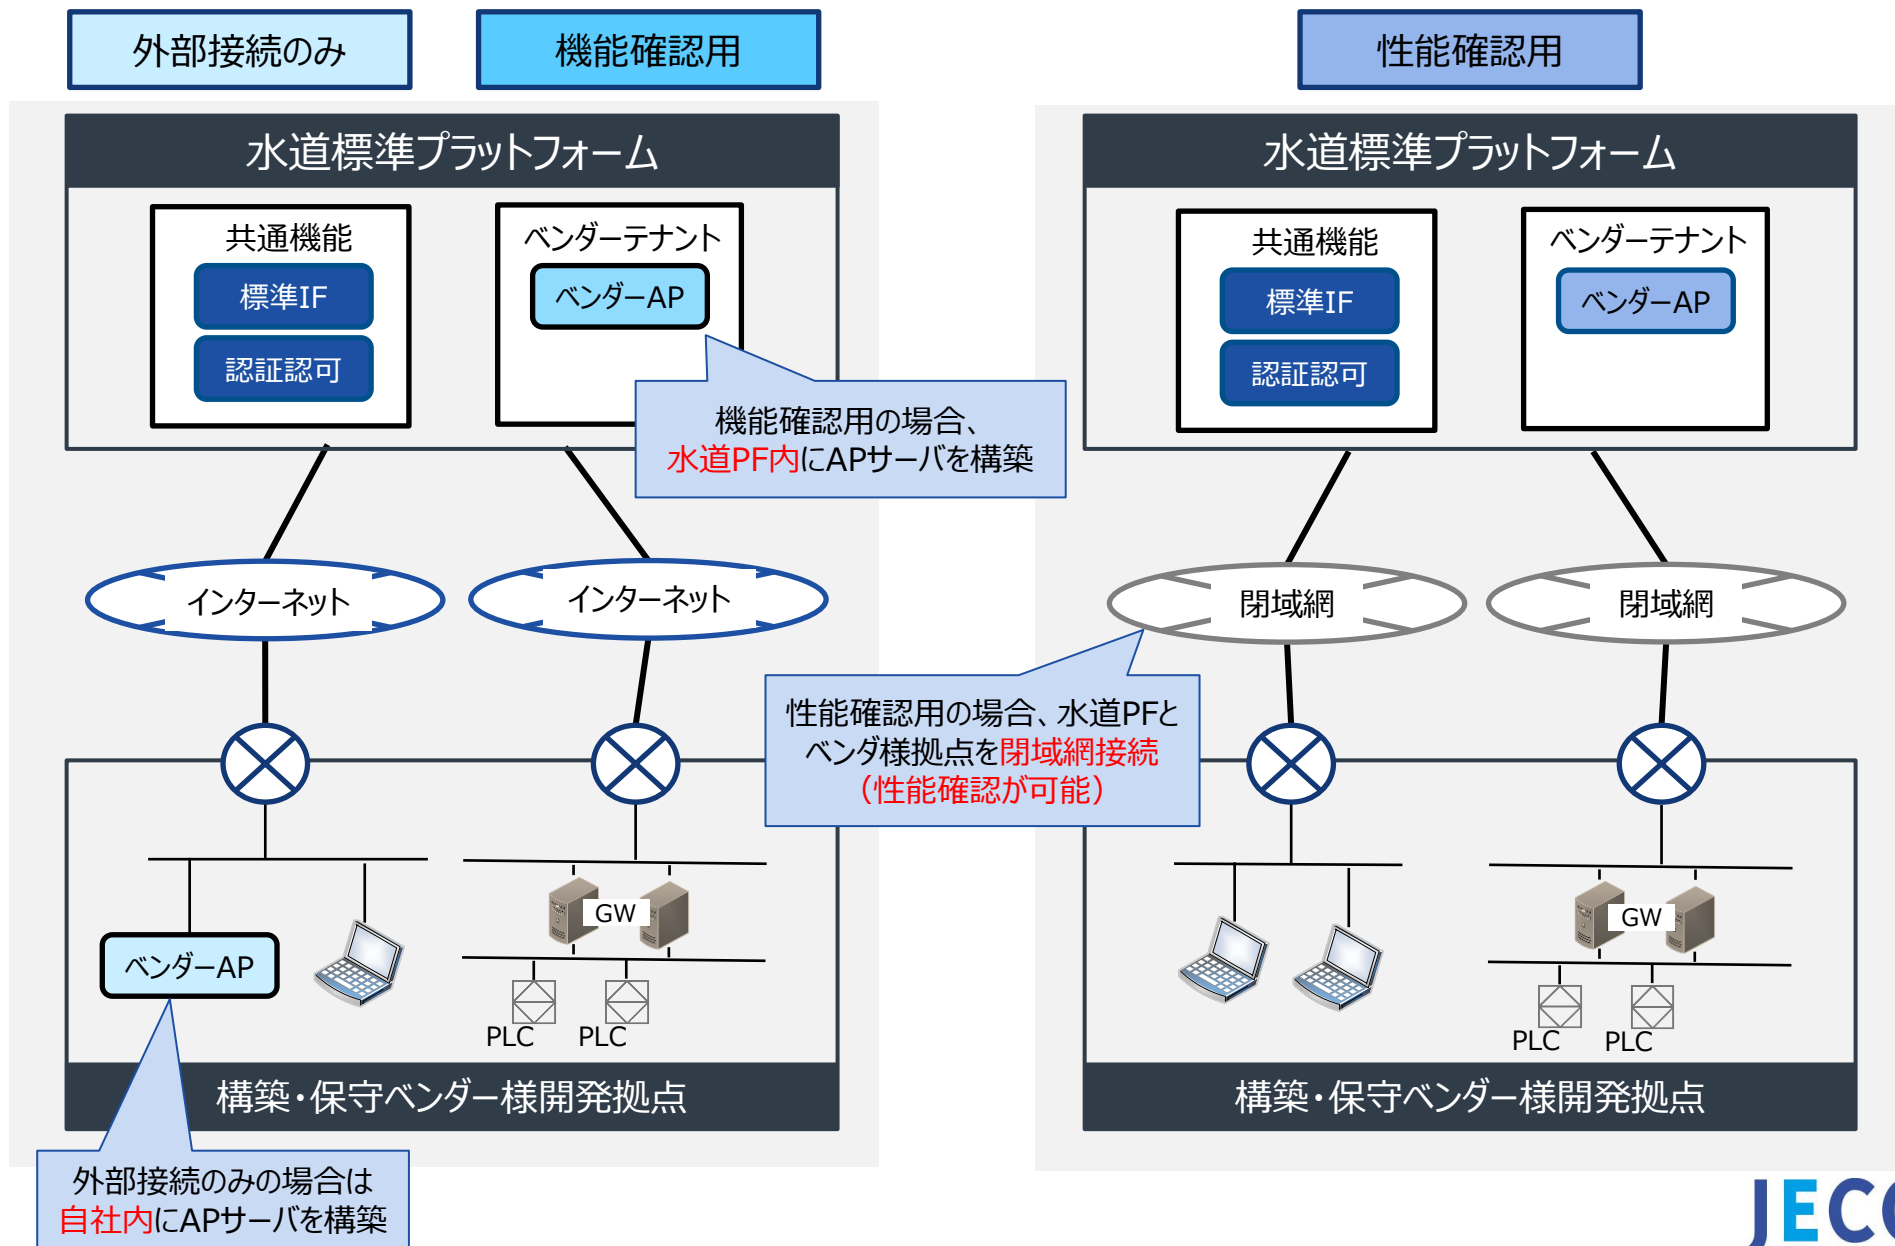 外部接続のみ
機能確認用
性能確認用
水道標準プラットフォーム
共通機能
標準IF
認証認可
ベンダーテナント
ベンダーAP
機能確認用の場合、
水道PF内にAPサーバを構築
インターネット
インターネット
ベンダーAP
GW
PLC
PLC
構築・保守ベンダー様開発拠点
外部接続のみの場合は
自社内にAPサーバを構築
水道標準プラットフォーム
共通機能
標準IF
認証認可
ベンダーテナント
ベンダーAP
閉域網
閉域網
性能確認用の場合、水道PFと
ベンダ様拠点を閉域網接続
（性能確認が可能）
GW
PLC
PLC
構築・保守ベンダー様開発拠点